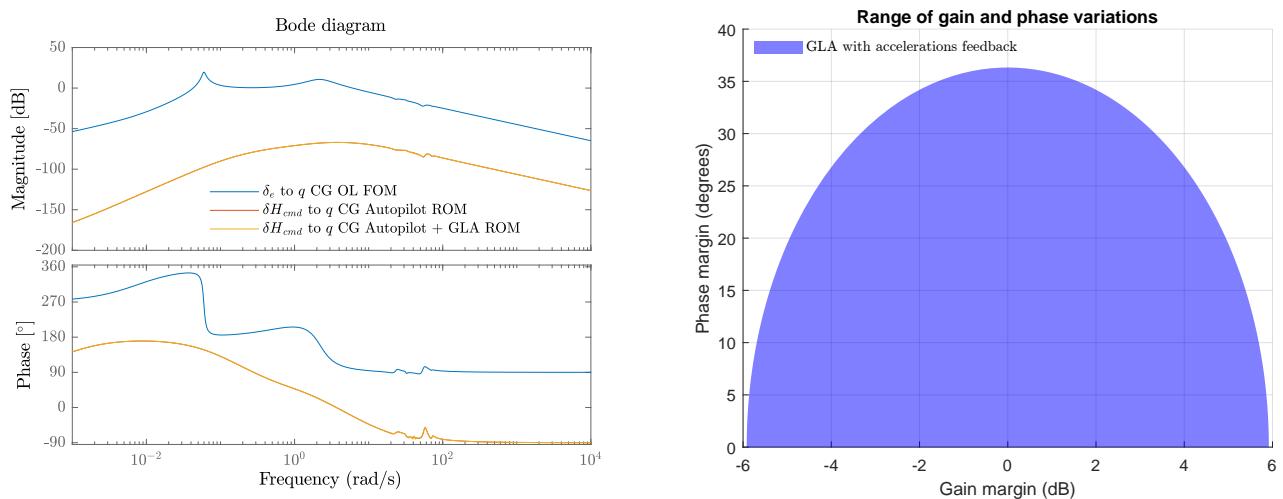 Bode diagram
50
0
-50
-100
-150
-200
Magnitude [dB]
δe to q CG OL FOM
δHcmd to q CG Autopilot ROM
δHcmd to q CG Autopilot + GLA ROM
360
270
180
90
0
-90
Phase [°]
10^-2
10^0
10^2
10^4
Frequency (rad/s)
Range of gain and phase variations
GLA with accelerations feedback
40
35
30
25
20
15
10
5
0
Phase margin (degrees)
-6
-4
-2
0
2
4
6
Gain margin (dB)